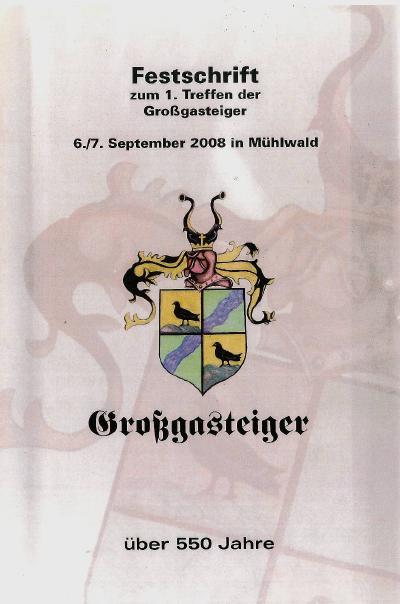 Festschrift
zum 1. Treffen der
Großgasteiger
6./7. September 2008 in Mühlwald
Großgasteiger
über 550 Jahre